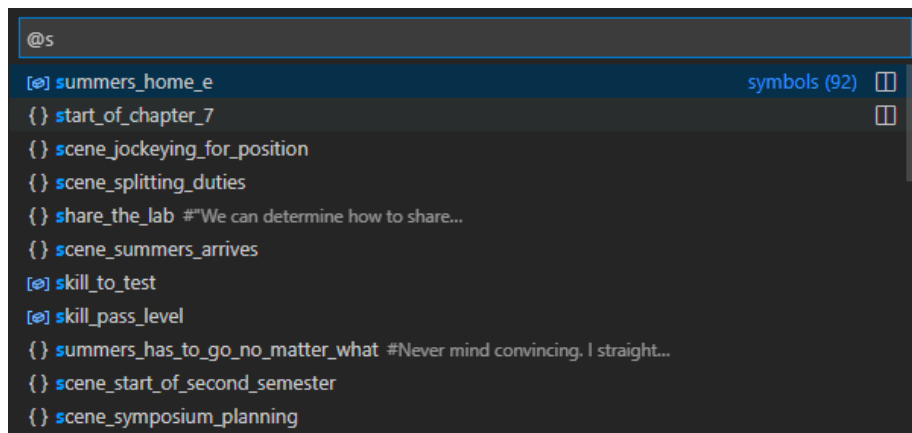 @s
summers_home_e symbols (92)
{} start_of_chapter_7
{} scene_jockeying_for_position
{} scene_splitting_duties
{} share_the_lab #"We can determine how to share...
{} scene_summers_arrives
skill_to_test
skill_pass_level
{} summers_has_to_go_no_matter_what #Never mind convincing. I straight...
{} scene_start_of_second_semester
{} scene_symposium_planning